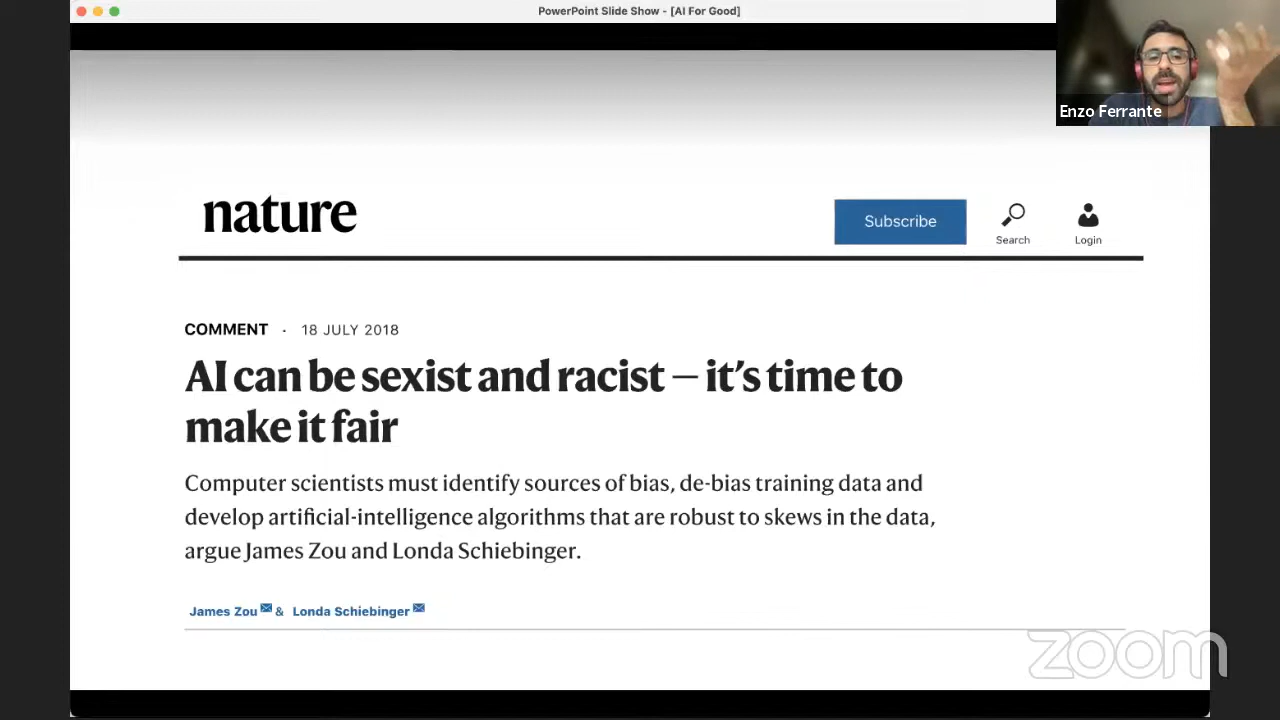 PowerPoint Slide Show - [AI For Good]
Enzo Ferrante
nature
Subscribe
Search
Login
COMMENT · 18 JULY 2018
AI can be sexist and racist — it’s time to
make it fair
Computer scientists must identify sources of bias, de-bias training data and
develop artificial-intelligence algorithms that are robust to skews in the data,
argue James Zou and Londa Schiebinger.
James Zou & Londa Schiebinger
zoom